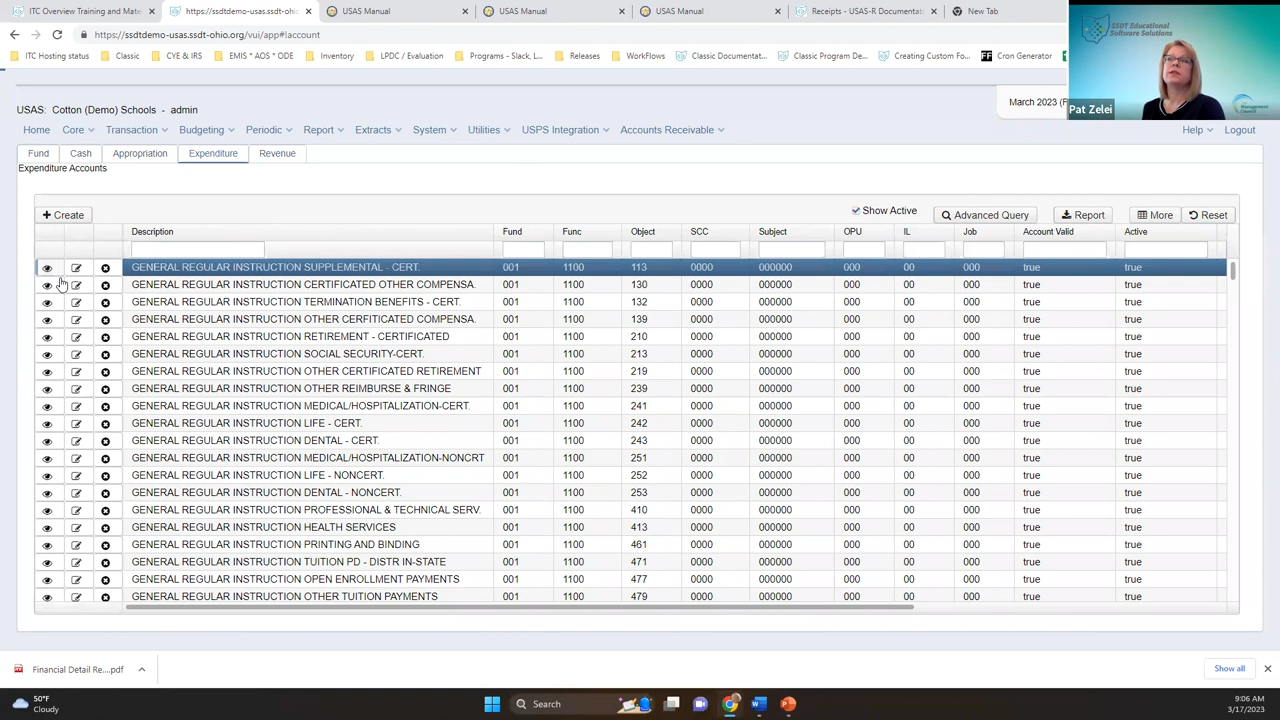 ITC Overview Training and Mate
https://ssdtdemo-usas.ssdt-ohio
USAS Manual
USAS Manual
USAS Manual
Receipts - USAS-R Documentat
New Tab
https://ssdtdemo-usas.ssdt-ohio.org/vui/app#!account
ITC Hosting status
Classic
CYE & IRS
EMIS * AOS * ODE
Inventory
LPDC / Education
Programs - Slack, L...
Releases
WorkFlows
Classic Documentat...
Classic Program De...
Creating Custom Fo...
Cron Generator
SSDT Educational
Software Solutions
Management
Council
Pat Zelei
USAS: Cotton (Demo) Schools - admin
March 2023 (F
Home Core Transaction Budgeting Periodic Report Extracts System Utilities USPS Integration Accounts Receivable Help Logout
Fund Cash Appropriation Expenditure Revenue
Expenditure Accounts
Create Show Active Advanced Query Report More Reset
Description Fund Func Object SCC Subject OPU IL Job Account Valid Active
GENERAL REGULAR INSTRUCTION SUPPLEMENTAL - CERT. 001 1100 113 0000 000000 000 00 000 true true
GENERAL REGULAR INSTRUCTION CERTIFICATED OTHER COMPENSA. 001 1100 130 0000 000000 000 00 000 true true
GENERAL REGULAR INSTRUCTION TERMINATION BENEFITS - CERT. 001 1100 132 0000 000000 000 00 000 true true
GENERAL REGULAR INSTRUCTION OTHER CERFITICATED COMPENSA. 001 1100 139 0000 000000 000 00 000 true true
GENERAL REGULAR INSTRUCTION RETIREMENT - CERTIFICATED 001 1100 210 0000 000000 000 00 000 true true
GENERAL REGULAR INSTRUCTION SOCIAL SECURITY-CERT. 001 1100 213 0000 000000 000 00 000 true true
GENERAL REGULAR INSTRUCTION OTHER CERTIFICATED RETIREMENT 001 1100 219 0000 000000 000 00 000 true true
GENERAL REGULAR INSTRUCTION OTHER REIMBURSE & FRINGE 001 1100 239 0000 000000 000 00 000 true true
GENERAL REGULAR INSTRUCTION MEDICAL/HOSPITALIZATION-CERT. 001 1100 241 0000 000000 000 00 000 true true
GENERAL REGULAR INSTRUCTION LIFE - CERT. 001 1100 242 0000 000000 000 00 000 true true
GENERAL REGULAR INSTRUCTION DENTAL - CERT. 001 1100 243 0000 000000 000 00 000 true true
GENERAL REGULAR INSTRUCTION MEDICAL/HOSPITALIZATION-NONCRT 001 1100 251 0000 000000 000 00 000 true true
GENERAL REGULAR INSTRUCTION LIFE - NONCERT. 001 1100 252 0000 000000 000 00 000 true true
GENERAL REGULAR INSTRUCTION DENTAL - NONCERT. 001 1100 253 0000 000000 000 00 000 true true
GENERAL REGULAR INSTRUCTION PROFESSIONAL & TECHNICAL SERV. 001 1100 410 0000 000000 000 00 000 true true
GENERAL REGULAR INSTRUCTION HEALTH SERVICES 001 1100 413 0000 000000 000 00 000 true true
GENERAL REGULAR INSTRUCTION PRINTING AND BINDING 001 1100 461 0000 000000 000 00 000 true true
GENERAL REGULAR INSTRUCTION TUITION PD - DISTR IN-STATE 001 1100 471 0000 000000 000 00 000 true true
GENERAL REGULAR INSTRUCTION OPEN ENROLLMENT PAYMENTS 001 1100 477 0000 000000 000 00 000 true true
GENERAL REGULAR INSTRUCTION OTHER TUITION PAYMENTS 001 1100 479 0000 000000 000 00 000 true true
Financial Detail Re....pdf
Show all
50°F
Cloudy
Search
9:06 AM
3/17/2023